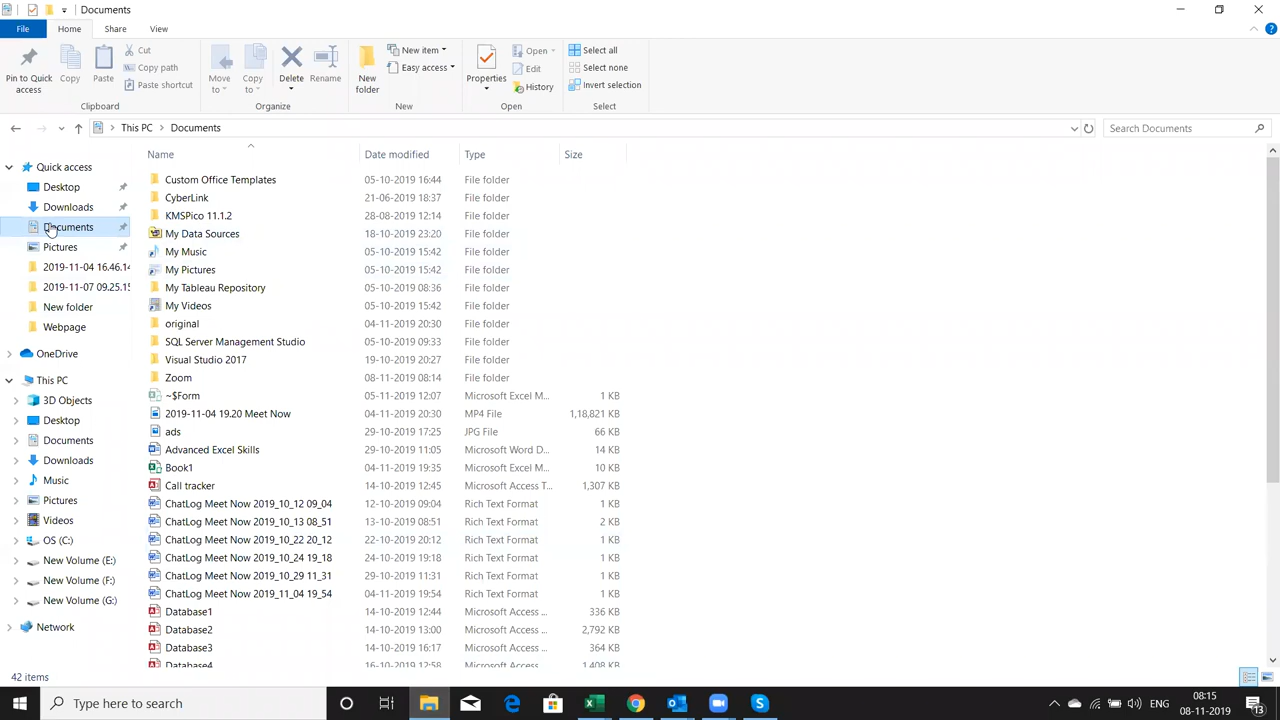 Documents
File Home Share View
Pin to Quick access
Copy
Paste
Cut
Copy path
Paste shortcut
Clipboard
Move to
Copy to
Delete
Rename
Organize
New folder
New item
Easy access
New
Properties
Open
Edit
History
Open
Select all
Select none
Invert selection
Select
This PC Documents
Search Documents
Name Date modified Type Size
Quick access
Desktop
Downloads
Documents
Pictures
2019-11-04 16.46.14
2019-11-07 09.25.15
New folder
Webpage
OneDrive
This PC
3D Objects
Desktop
Documents
Downloads
Music
Pictures
Videos
OS (C:)
New Volume (E:)
New Volume (F:)
New Volume (G:)
Network
Custom Office Templates 05-10-2019 16:44 File folder
CyberLink 21-06-2019 18:37 File folder
KMSPico 11.1.2 28-08-2019 12:14 File folder
My Data Sources 18-10-2019 23:20 File folder
My Music 05-10-2019 15:42 File folder
My Pictures 05-10-2019 15:42 File folder
My Tableau Repository 05-10-2019 08:36 File folder
My Videos 05-10-2019 15:42 File folder
original 04-11-2019 20:30 File folder
SQL Server Management Studio 05-10-2019 09:33 File folder
Visual Studio 2017 19-10-2019 20:27 File folder
Zoom 08-11-2019 08:14 File folder
~$Form 05-11-2019 12:07 Microsoft Excel M... 1 KB
2019-11-04 19.20 Meet Now 04-11-2019 20:30 MP4 File 1,18,821 KB
ads 29-10-2019 17:25 JPG File 66 KB
Advanced Excel Skills 29-10-2019 11:05 Microsoft Word D... 14 KB
Book1 04-11-2019 19:35 Microsoft Excel M... 10 KB
Call tracker 14-10-2019 12:45 Microsoft Access T... 1,307 KB
ChatLog Meet Now 2019_10_12 09_04 12-10-2019 09:04 Rich Text Format 1 KB
ChatLog Meet Now 2019_10_13 08_51 13-10-2019 08:51 Rich Text Format 2 KB
ChatLog Meet Now 2019_10_22 20_12 22-10-2019 20:12 Rich Text Format 1 KB
ChatLog Meet Now 2019_10_24 19_18 24-10-2019 19:18 Rich Text Format 1 KB
ChatLog Meet Now 2019_10_29 11_31 29-10-2019 11:31 Rich Text Format 1 KB
ChatLog Meet Now 2019_11_04 19_54 04-11-2019 19:54 Rich Text Format 1 KB
Database1 14-10-2019 12:44 Microsoft Access ... 336 KB
Database2 14-10-2019 13:00 Microsoft Access ... 2,792 KB
Database3 14-10-2019 16:17 Microsoft Access ... 364 KB
Database4 16-10-2019 12:58 Microsoft Access ... 1,408 KB
42 items
Type here to search
ENG
08:15
08-11-2019
13